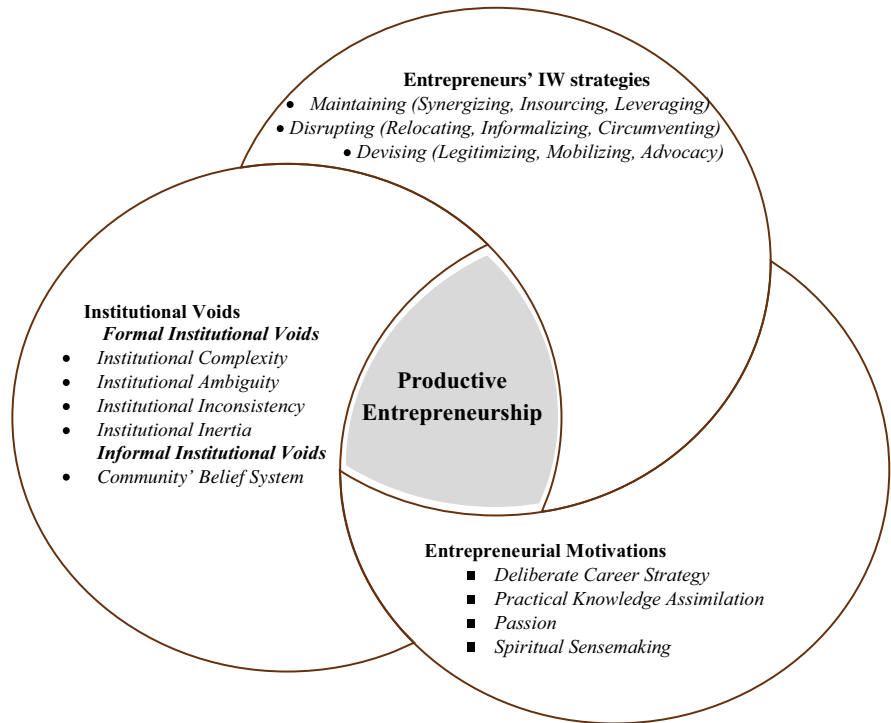 Entrepreneurs’ IW strategies
• Maintaining (Synergizing, Insourcing, Leveraging)
• Disrupting (Relocating, Informalizing, Circumventing)
• Devising (Legitimizing, Mobilizing, Advocacy)
Institutional Voids
Formal Institutional Voids
• Institutional Complexity
• Institutional Ambiguity
• Institutional Inconsistency
• Institutional Inertia
Informal Institutional Voids
• Community’ Belief System
Productive
Entrepreneurship
Entrepreneurial Motivations
▪ Deliberate Career Strategy
▪ Practical Knowledge Assimilation
▪ Passion
▪ Spiritual Sensemaking